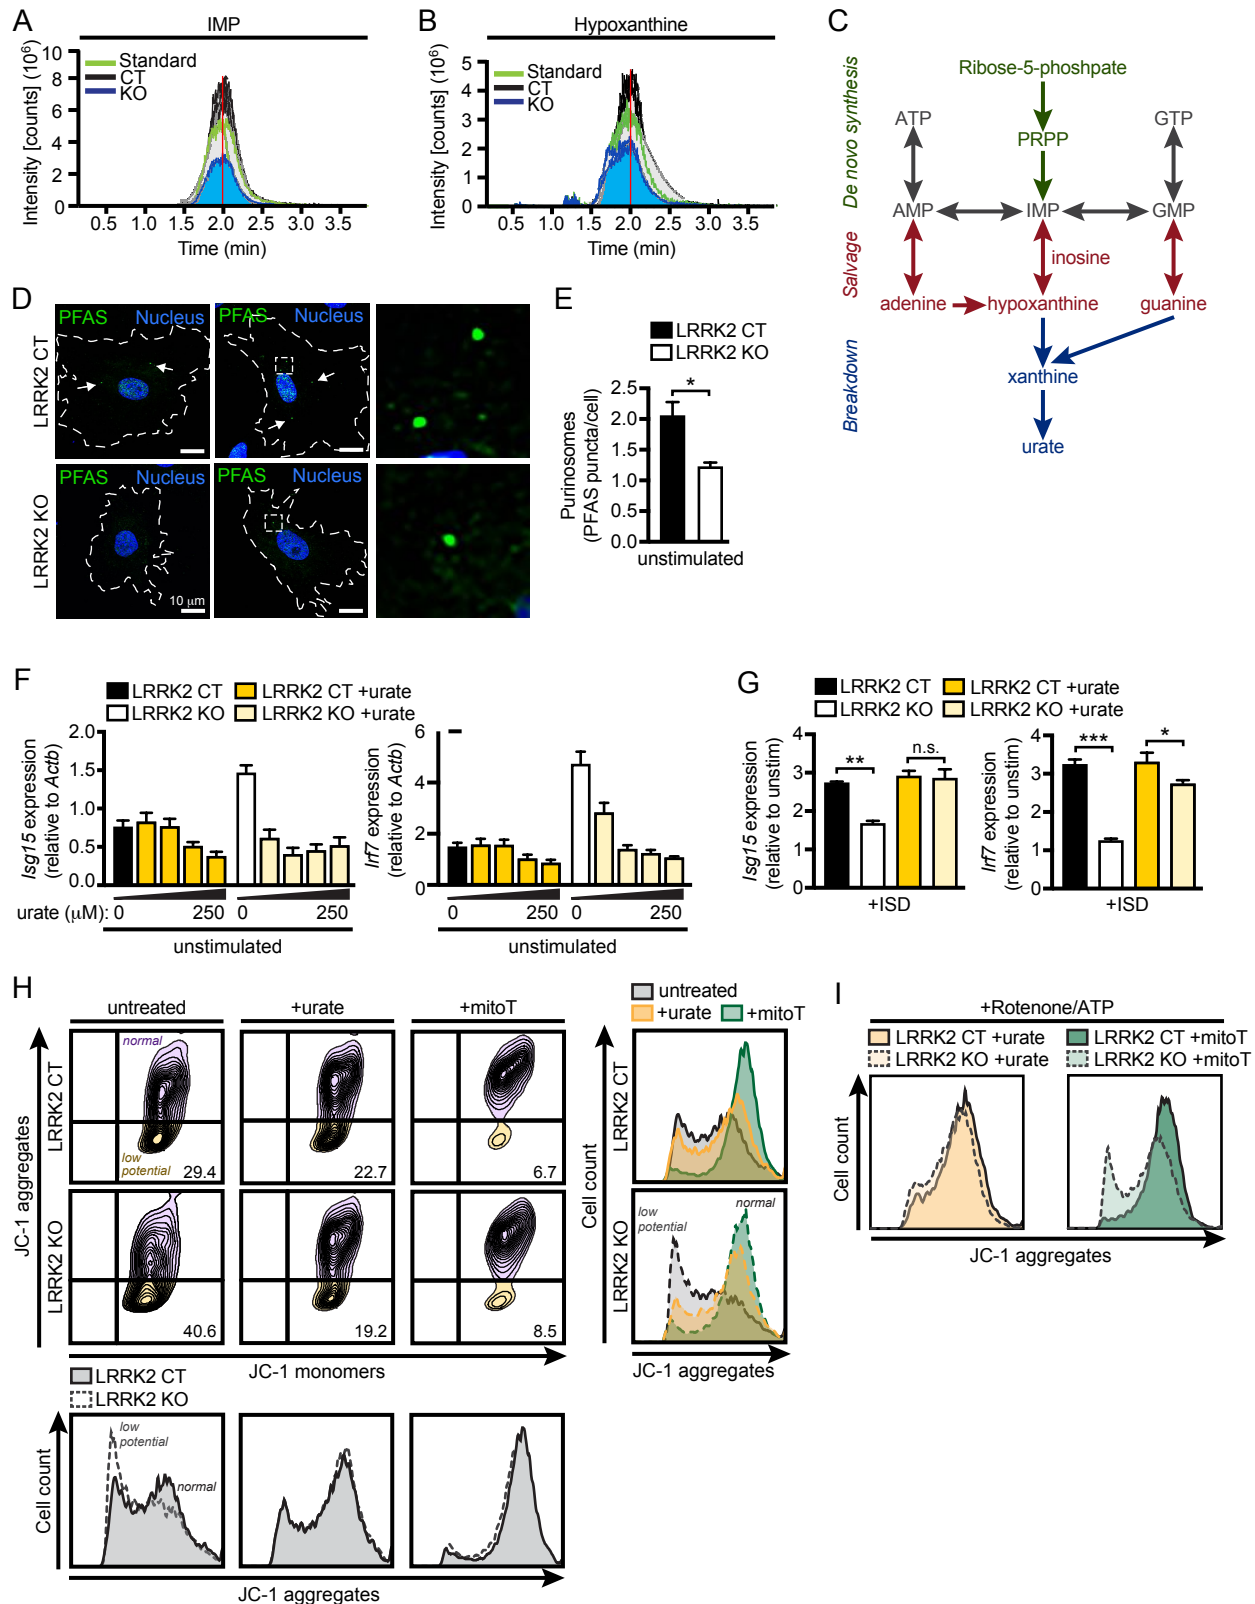 A
IMP
Intensity [counts] (10⁶)
10
8
6
4
2
0
Standard
CT
KO
0.5 1.0 1.5 2.0 2.5 3.0 3.5
Time (min)
B
Hypoxanthine
Intensity [counts] (10⁶)
5
4
3
2
1
0
Standard
CT
KO
0.5 1.0 1.5 2.0 2.5 3.0 3.5
Time (min)
C
De novo synthesis
Salvage
Breakdown
Ribose-5-phoshpate
ATP
PRPP
GTP
AMP
IMP
GMP
inosine
adenine
hypoxanthine
guanine
xanthine
urate
D
LRRK2 CT
PFAS Nucleus
PFAS Nucleus
LRRK2 KO
PFAS Nucleus
PFAS Nucleus
10 μm
E
LRRK2 CT
LRRK2 KO
Purinosomes
(PFAS puncta/cell)
2.5
2.0
1.5
1.0
0.5
0.0
*
unstimulated
F
LRRK2 CT
LRRK2 KO
LRRK2 CT +urate
LRRK2 KO +urate
Isg15 expression
(relative to Actb)
2.0
1.5
1.0
0.5
0.0
urate (μM): 0 250 0 250
unstimulated
Irf7 expression
(relative to Actb)
6
4
2
0
0 250 0 250
unstimulated
G
LRRK2 CT
LRRK2 KO
LRRK2 CT +urate
LRRK2 KO +urate
Isg15 expression
(relative to unstim)
4
3
2
1
0
**
n.s.
+ISD
Irf7 expression
(relative to unstim)
4
3
2
1
0
***
*
+ISD
H
untreated
+urate
+mitoT
JC-1 aggregates
LRRK2 CT
normal
low
potential
29.4
22.7
6.7
LRRK2 KO
40.6
19.2
8.5
JC-1 monomers
untreated
+urate
+mitoT
Cell count
LRRK2 CT
LRRK2 KO
low
potential
normal
JC-1 aggregates
LRRK2 CT
LRRK2 KO
Cell count
low
potential
normal
JC-1 aggregates
I
+Rotenone/ATP
LRRK2 CT +urate
LRRK2 KO +urate
LRRK2 CT +mitoT
LRRK2 KO +mitoT
Cell count
JC-1 aggregates